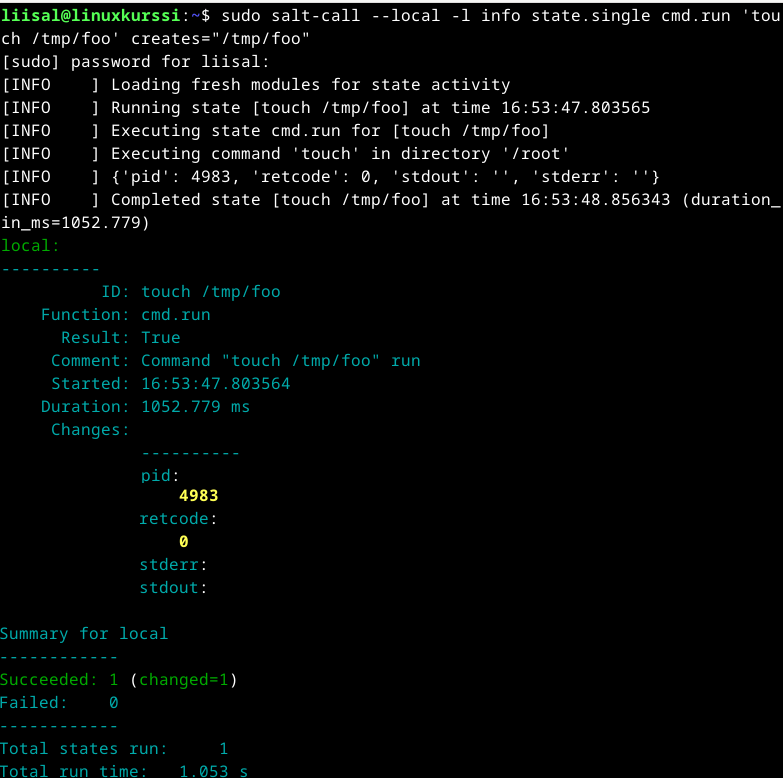 liisal@linuxkurssi:~$ sudo salt-call --local -l info state.single cmd.run 'tou
ch /tmp/foo' creates="/tmp/foo"
[sudo] password for liisal:
[INFO    ] Loading fresh modules for state activity
[INFO    ] Running state [touch /tmp/foo] at time 16:53:47.803565
[INFO    ] Executing state cmd.run for [touch /tmp/foo]
[INFO    ] Executing command 'touch' in directory '/root'
[INFO    ] {'pid': 4983, 'retcode': 0, 'stdout': '', 'stderr': ''}
[INFO    ] Completed state [touch /tmp/foo] at time 16:53:48.856343 (duration_
in_ms=1052.779)
local:
----------
          ID: touch /tmp/foo
    Function: cmd.run
      Result: True
     Comment: Command "touch /tmp/foo" run
     Started: 16:53:47.803564
    Duration: 1052.779 ms
     Changes:
              ----------
              pid:
                  4983
              retcode:
                  0
              stderr:
              stdout:

Summary for local
------------
Succeeded: 1 (changed=1)
Failed:    0
------------
Total states run:     1
Total run time:   1.053 s